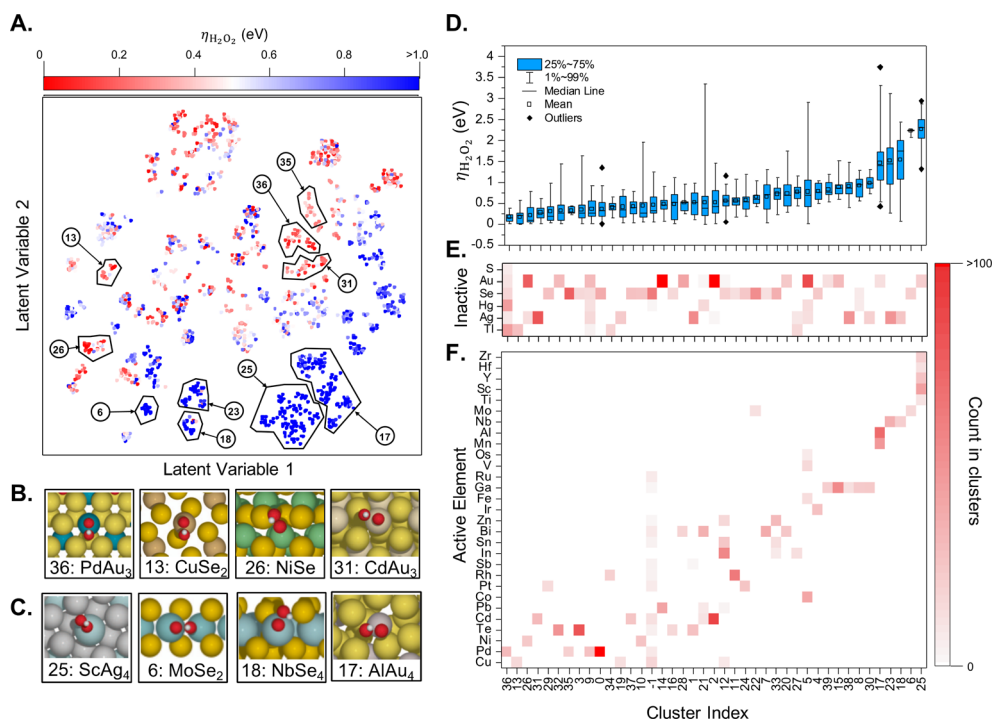 A.
η_H₂O₂ (eV)
0 0.2 0.4 0.6 0.8 >1.0
35
36
13
31
26
25
6
23
18
17
Latent Variable 2
Latent Variable 1
B.
36: PdAu₃
13: CuSe₂
26: NiSe
31: CdAu₃
C.
25: ScAg₄
6: MoSe₂
18: NbSe₄
17: AlAu₄
D.
η_H₂O₂ (eV)
4
3.5
3.0
2.5
2.0
1.5
1.0
0.5
0
-0.5
25%~75%
1%~99%
Median Line
Mean
Outliers
E.
Inactive
S
Au
Se
Hg
Ag
Tl
F.
Active Element
Zr
Hf
Y
Sc
Ti
Mo
Nb
Al
Mn
Os
V
Ru
Ga
Fe
Ir
Zn
Bi
Sn
In
Sb
Rh
Pt
Co
Pb
Cd
Te
Ni
Pd
Cu
36 13 26 31 29 32 35 3 9 0 34 19 37 10 -1 14 16 28 1 21 2 12 11 24 22 7 33 20 27 5 4 39 15 38 8 30 17 23 18 6 25
Cluster Index
>100
Count in clusters
0